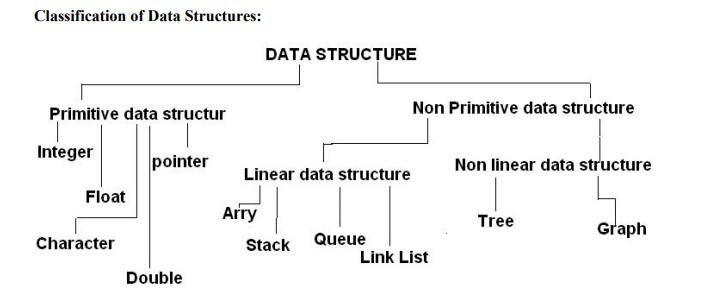 Classification of Data Structures:
DATA STRUCTURE
Primitive data structur
Non Primitive data structure
Integer
pointer
Linear data structure
Non linear data structure
Float
Arry
Tree
Graph
Character
Stack
Queue
Link List
Double